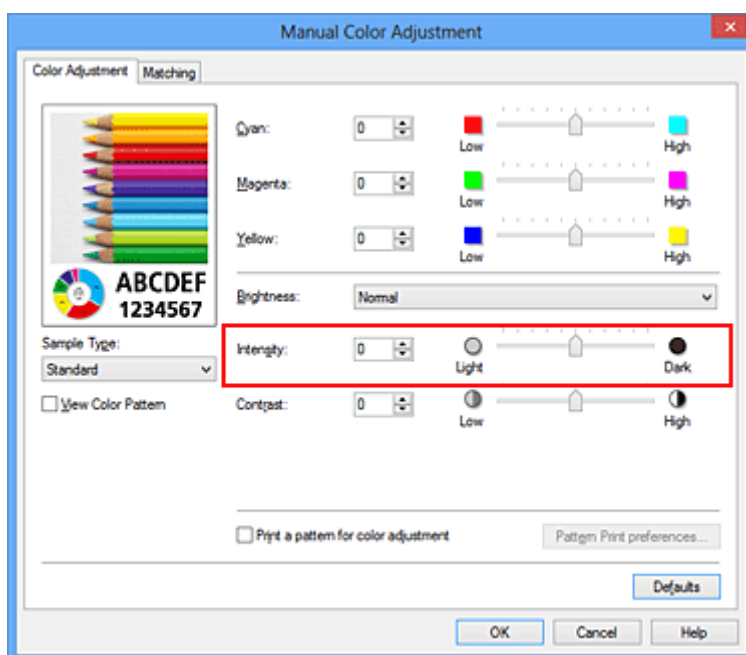 Manual Color Adjustment
Color Adjustment
Matching
Cyan:
0
Low
High
Magenta:
0
Low
High
Yellow:
0
Low
High
ABCDEF
1234567
Brightness:
Normal
Sample Type:
Standard
Intensity:
0
Light
Dark
View Color Pattern
Contrast:
0
Low
High
Print a pattern for color adjustment
Pattern Print preferences...
Defaults
OK
Cancel
Help